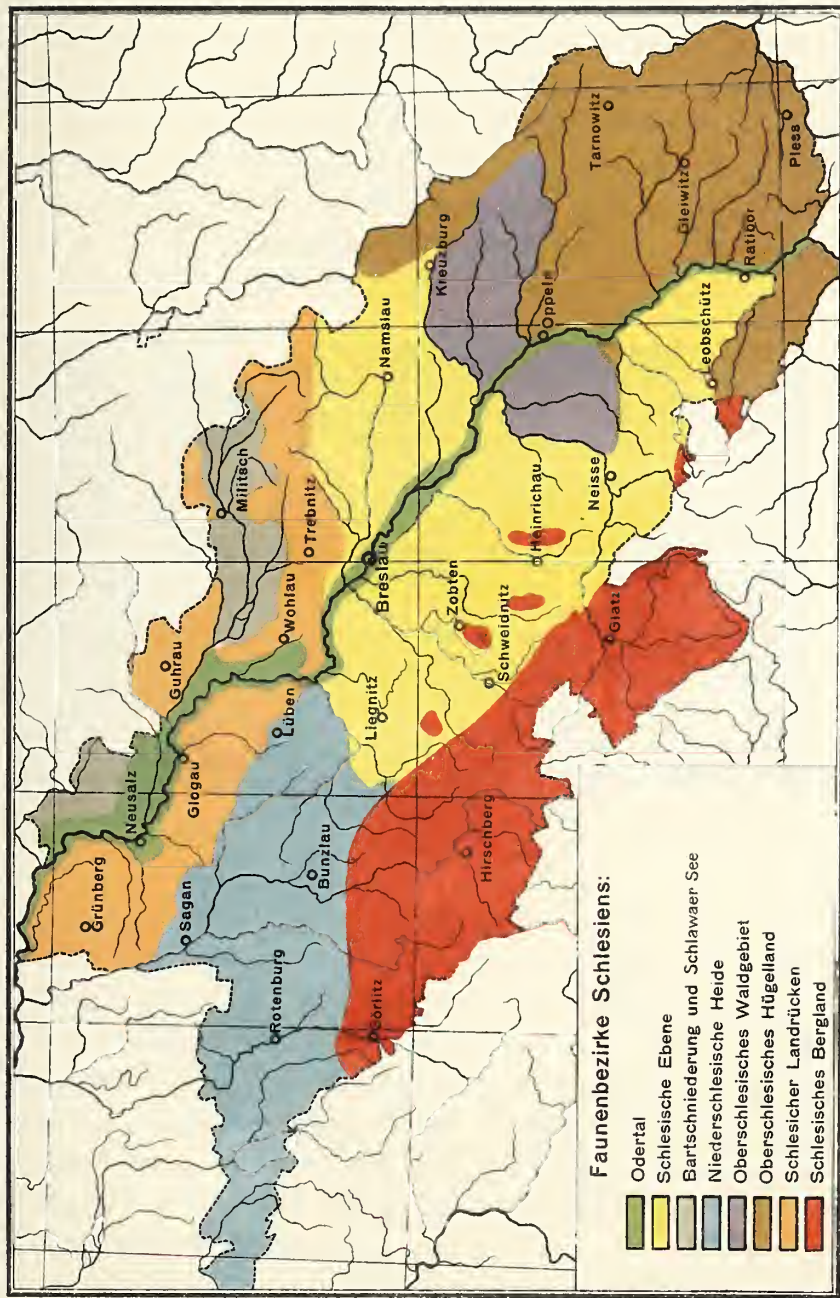 Grünberg
Neusalz
Sagan
Glogau
Guhrau
Militsch
Rotenburg
Lüben
Wohlau
Trebnitz
Bunzlau
Görlitz
Liegnitz
Breslau
Namslau
Kreuzburg
Hirschberg
Schweidnitz
Zobten
Heinrichau
Oppeln
Tarnowitz
Glatz
Neisse
Gleiwitz
eobschütz
Ratibor
Pless
Faunenbezirke Schlesiens:
Odertal
Schlesische Ebene
Bartschniederung und Schlawaer See
Niederschlesische Heide
Oberschlesisches Waldgebiet
Oberschlesisches Hügelland
Schlesicher Landrücken
Schlesisches Bergland